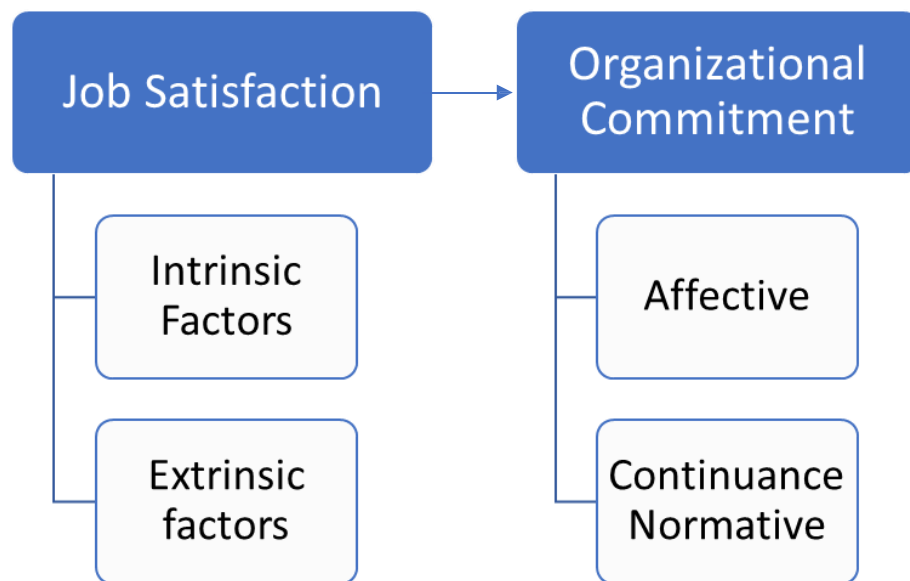 Job Satisfaction
Intrinsic
Factors
Extrinsic
factors
Organizational
Commitment
Affective
Continuance
Normative